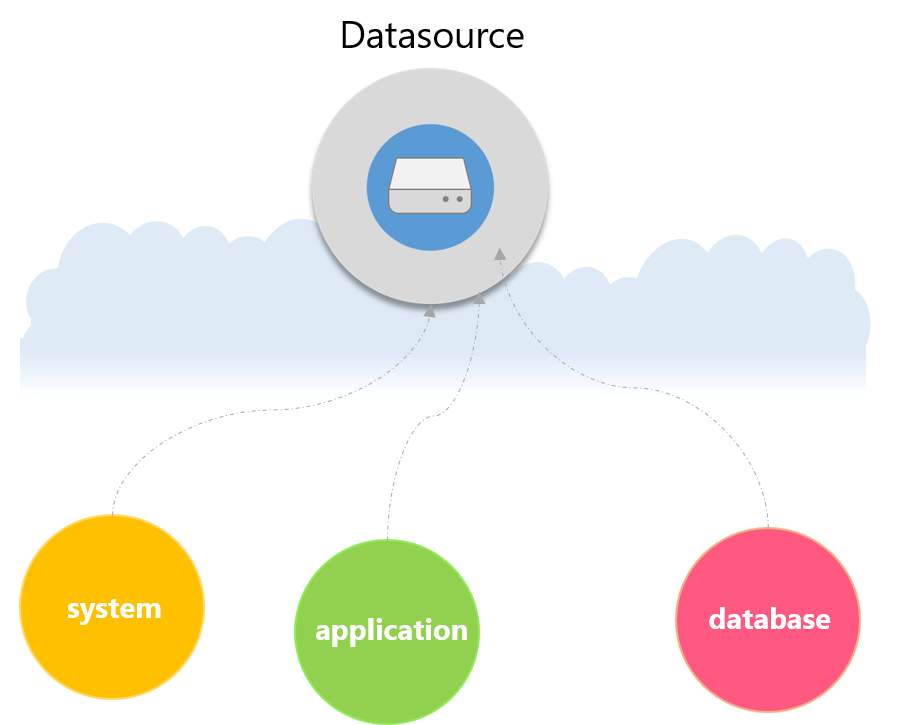 Datasource
system
application
database